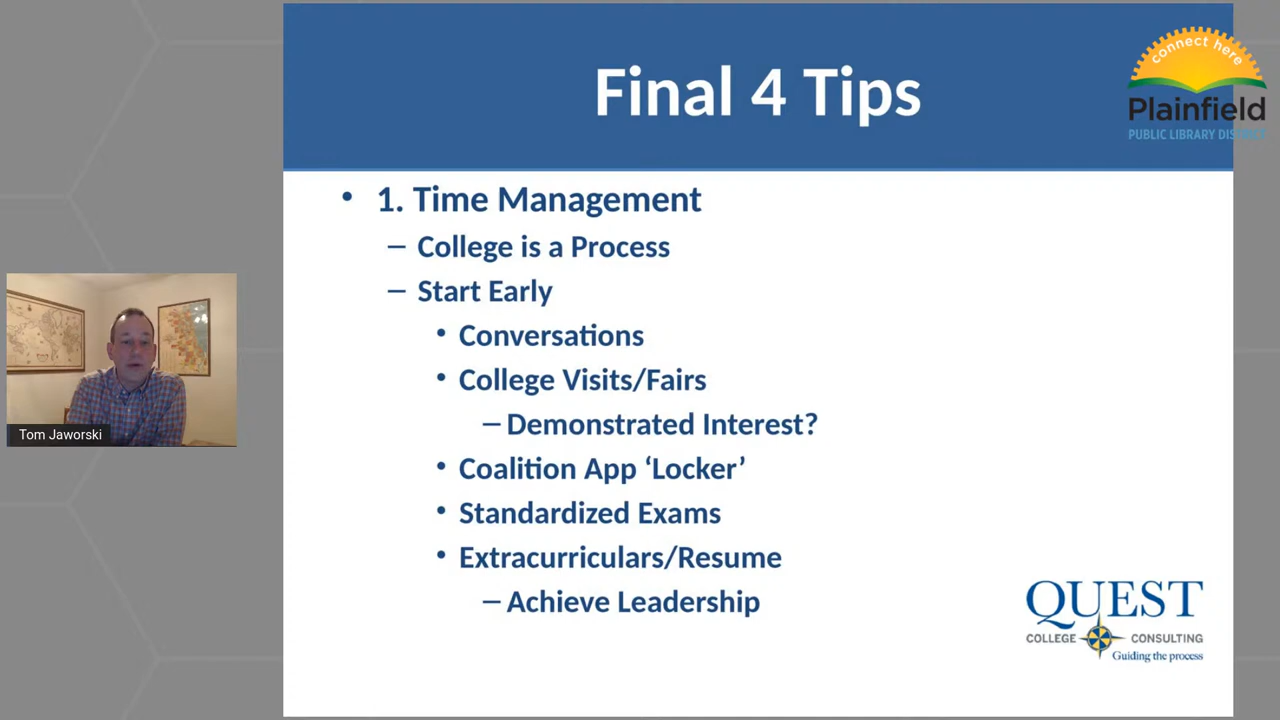 Final 4 Tips
connect here
Plainfield
PUBLIC LIBRARY DISTRICT
• 1. Time Management
– College is a Process
– Start Early
• Conversations
• College Visits/Fairs
– Demonstrated Interest?
• Coalition App ‘Locker’
• Standardized Exams
• Extracurriculars/Resume
– Achieve Leadership
Tom Jaworski
QUEST
COLLEGE CONSULTING
Guiding the process